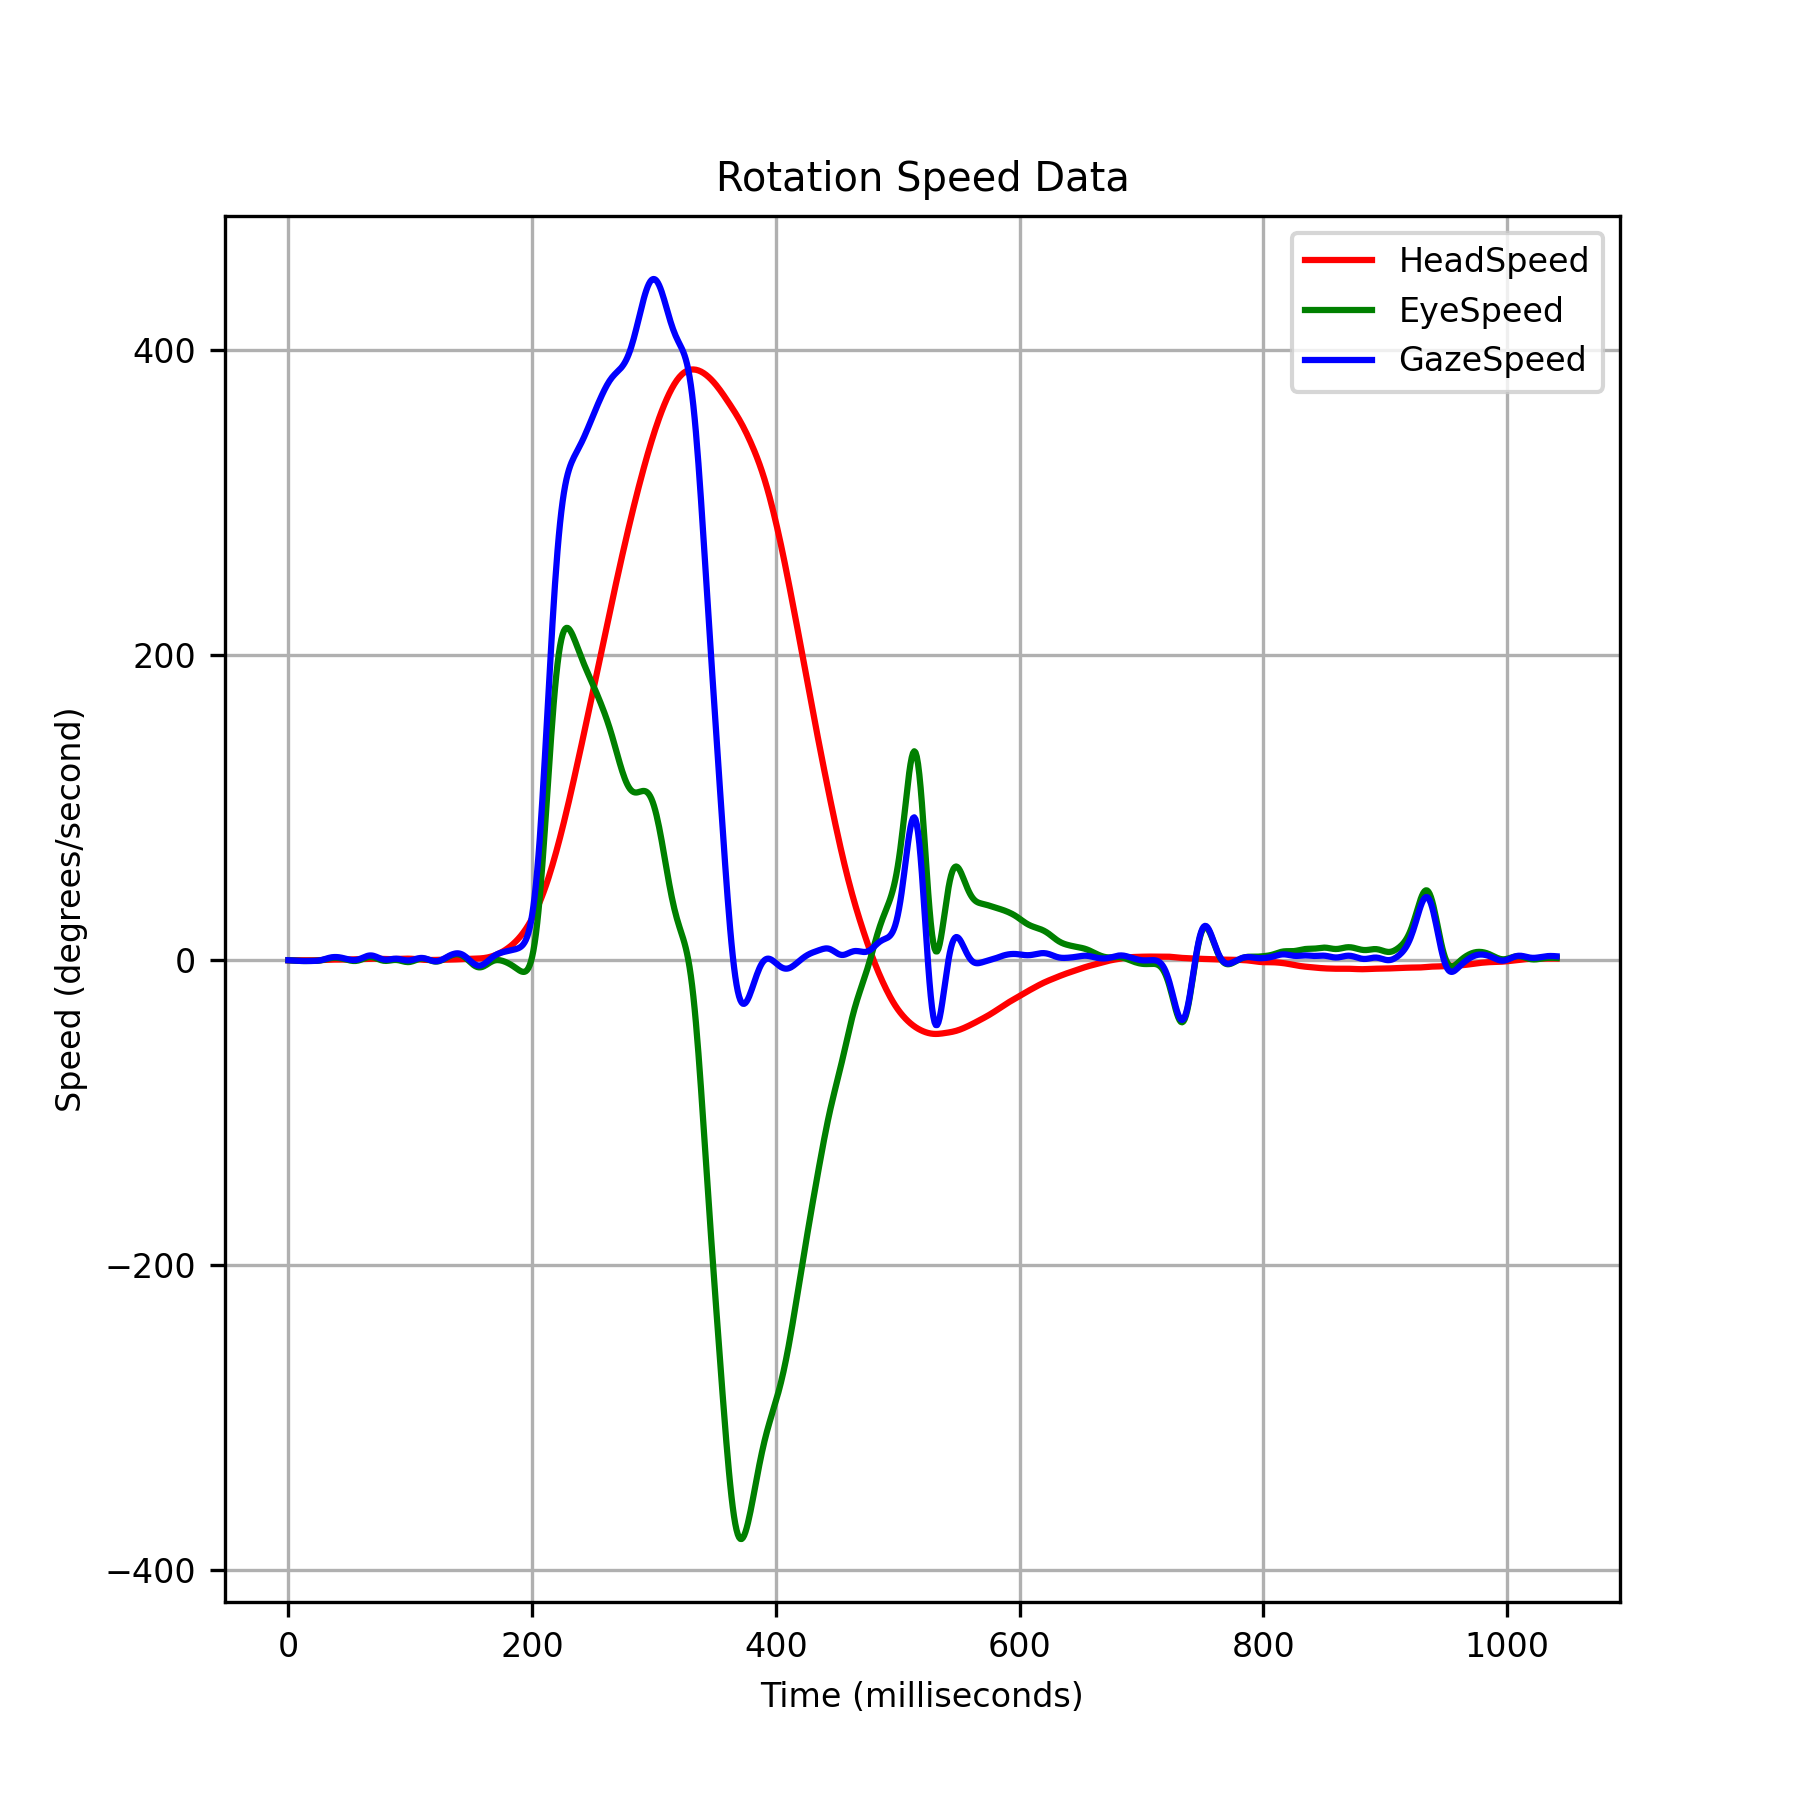 Rotation Speed Data
HeadSpeed
EyeSpeed
GazeSpeed
400
200
0
−200
−400
Speed (degrees/second)
0 200 400 600 800 1000
Time (milliseconds)